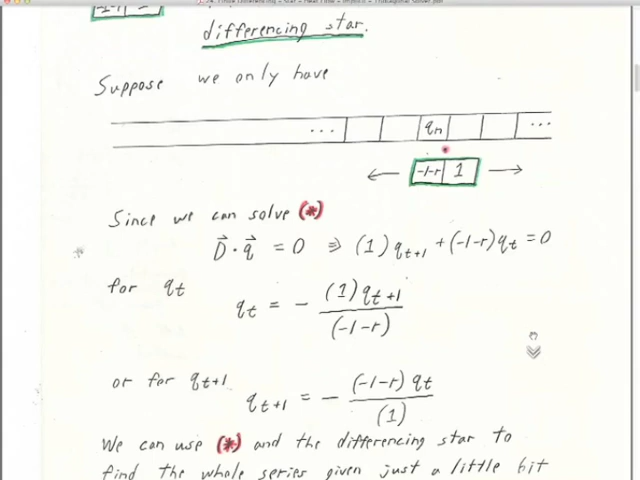 differencing star.
Suppose we only have
... qn ...
-1-r 1
Since we can solve (*)
D⃗ · q⃗ = 0 ⇒ (1) qt+1 + (-1-r) qt = 0
for qt qt = - (1) qt+1 / (-1-r)
or for qt+1 qt+1 = - (-1-r) qt / (1)
We can use (*) and the differencing star to
find the whole series given just a little bit